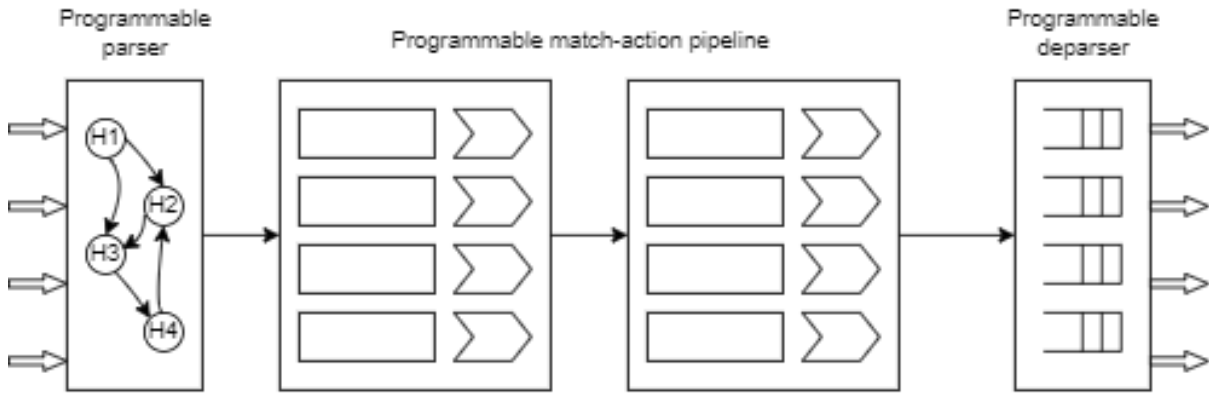 Programmable
parser
Programmable match-action pipeline
Programmable
deparser
H1
H2
H3
H4